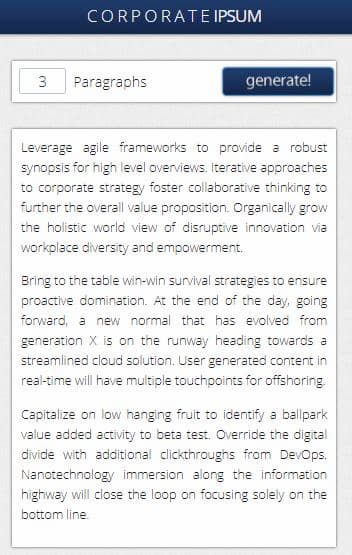 CORPORATE IPSUM
3 Paragraphs generate!
Leverage agile frameworks to provide a robust
synopsis for high level overviews. Iterative approaches
to corporate strategy foster collaborative thinking to
further the overall value proposition. Organically grow
the holistic world view of disruptive innovation via
workplace diversity and empowerment.
Bring to the table win-win survival strategies to ensure
proactive domination. At the end of the day, going
forward, a new normal that has evolved from
generation X is on the runway heading towards a
streamlined cloud solution. User generated content in
real-time will have multiple touchpoints for offshoring.
Capitalize on low hanging fruit to identify a ballpark
value added activity to beta test. Override the digital
divide with additional clickthroughs from DevOps.
Nanotechnology immersion along the information
highway will close the loop on focusing solely on the
bottom line.